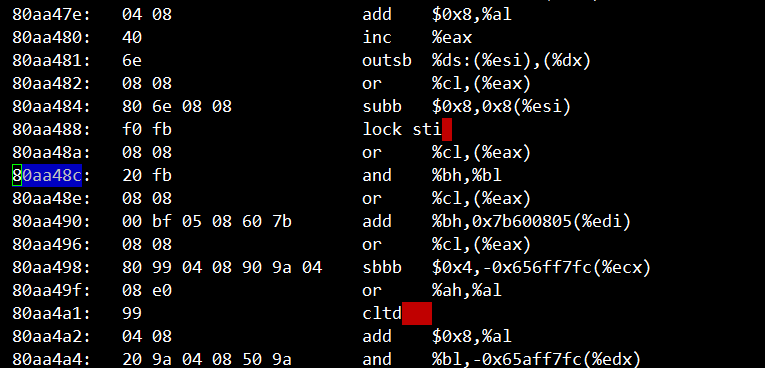 80aa47e: 04 08 add $0x8,%al
80aa480: 40 inc %eax
80aa481: 6e outsb %ds:(%esi),(%dx)
80aa482: 08 08 or %cl,(%eax)
80aa484: 80 6e 08 08 subb $0x8,0x8(%esi)
80aa488: f0 fb lock sti
80aa48a: 08 08 or %cl,(%eax)
80aa48c: 20 fb and %bh,%bl
80aa48e: 08 08 or %cl,(%eax)
80aa490: 00 bf 05 08 60 7b add %bh,0x7b600805(%edi)
80aa496: 08 08 or %cl,(%eax)
80aa498: 80 99 04 08 90 9a 04 sbbb $0x4,-0x656ff7fc(%ecx)
80aa49f: 08 e0 or %ah,%al
80aa4a1: 99 cltd
80aa4a2: 04 08 add $0x8,%al
80aa4a4: 20 9a 04 08 50 9a and %bl,-0x65aff7fc(%edx)